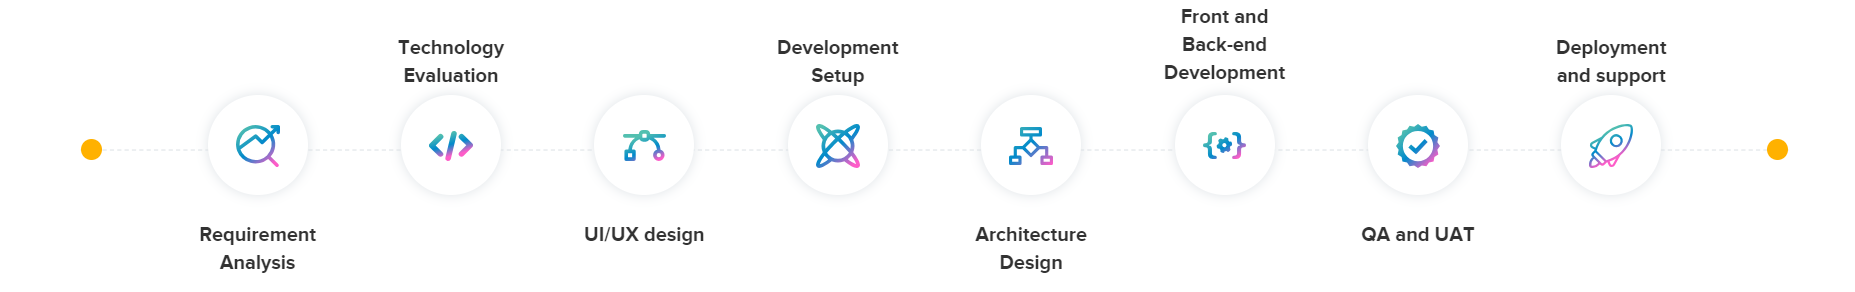 Requirement
Analysis
Technology
Evaluation
UI/UX design
Development
Setup
Architecture
Design
Front and
Back-end
Development
QA and UAT
Deployment
and support